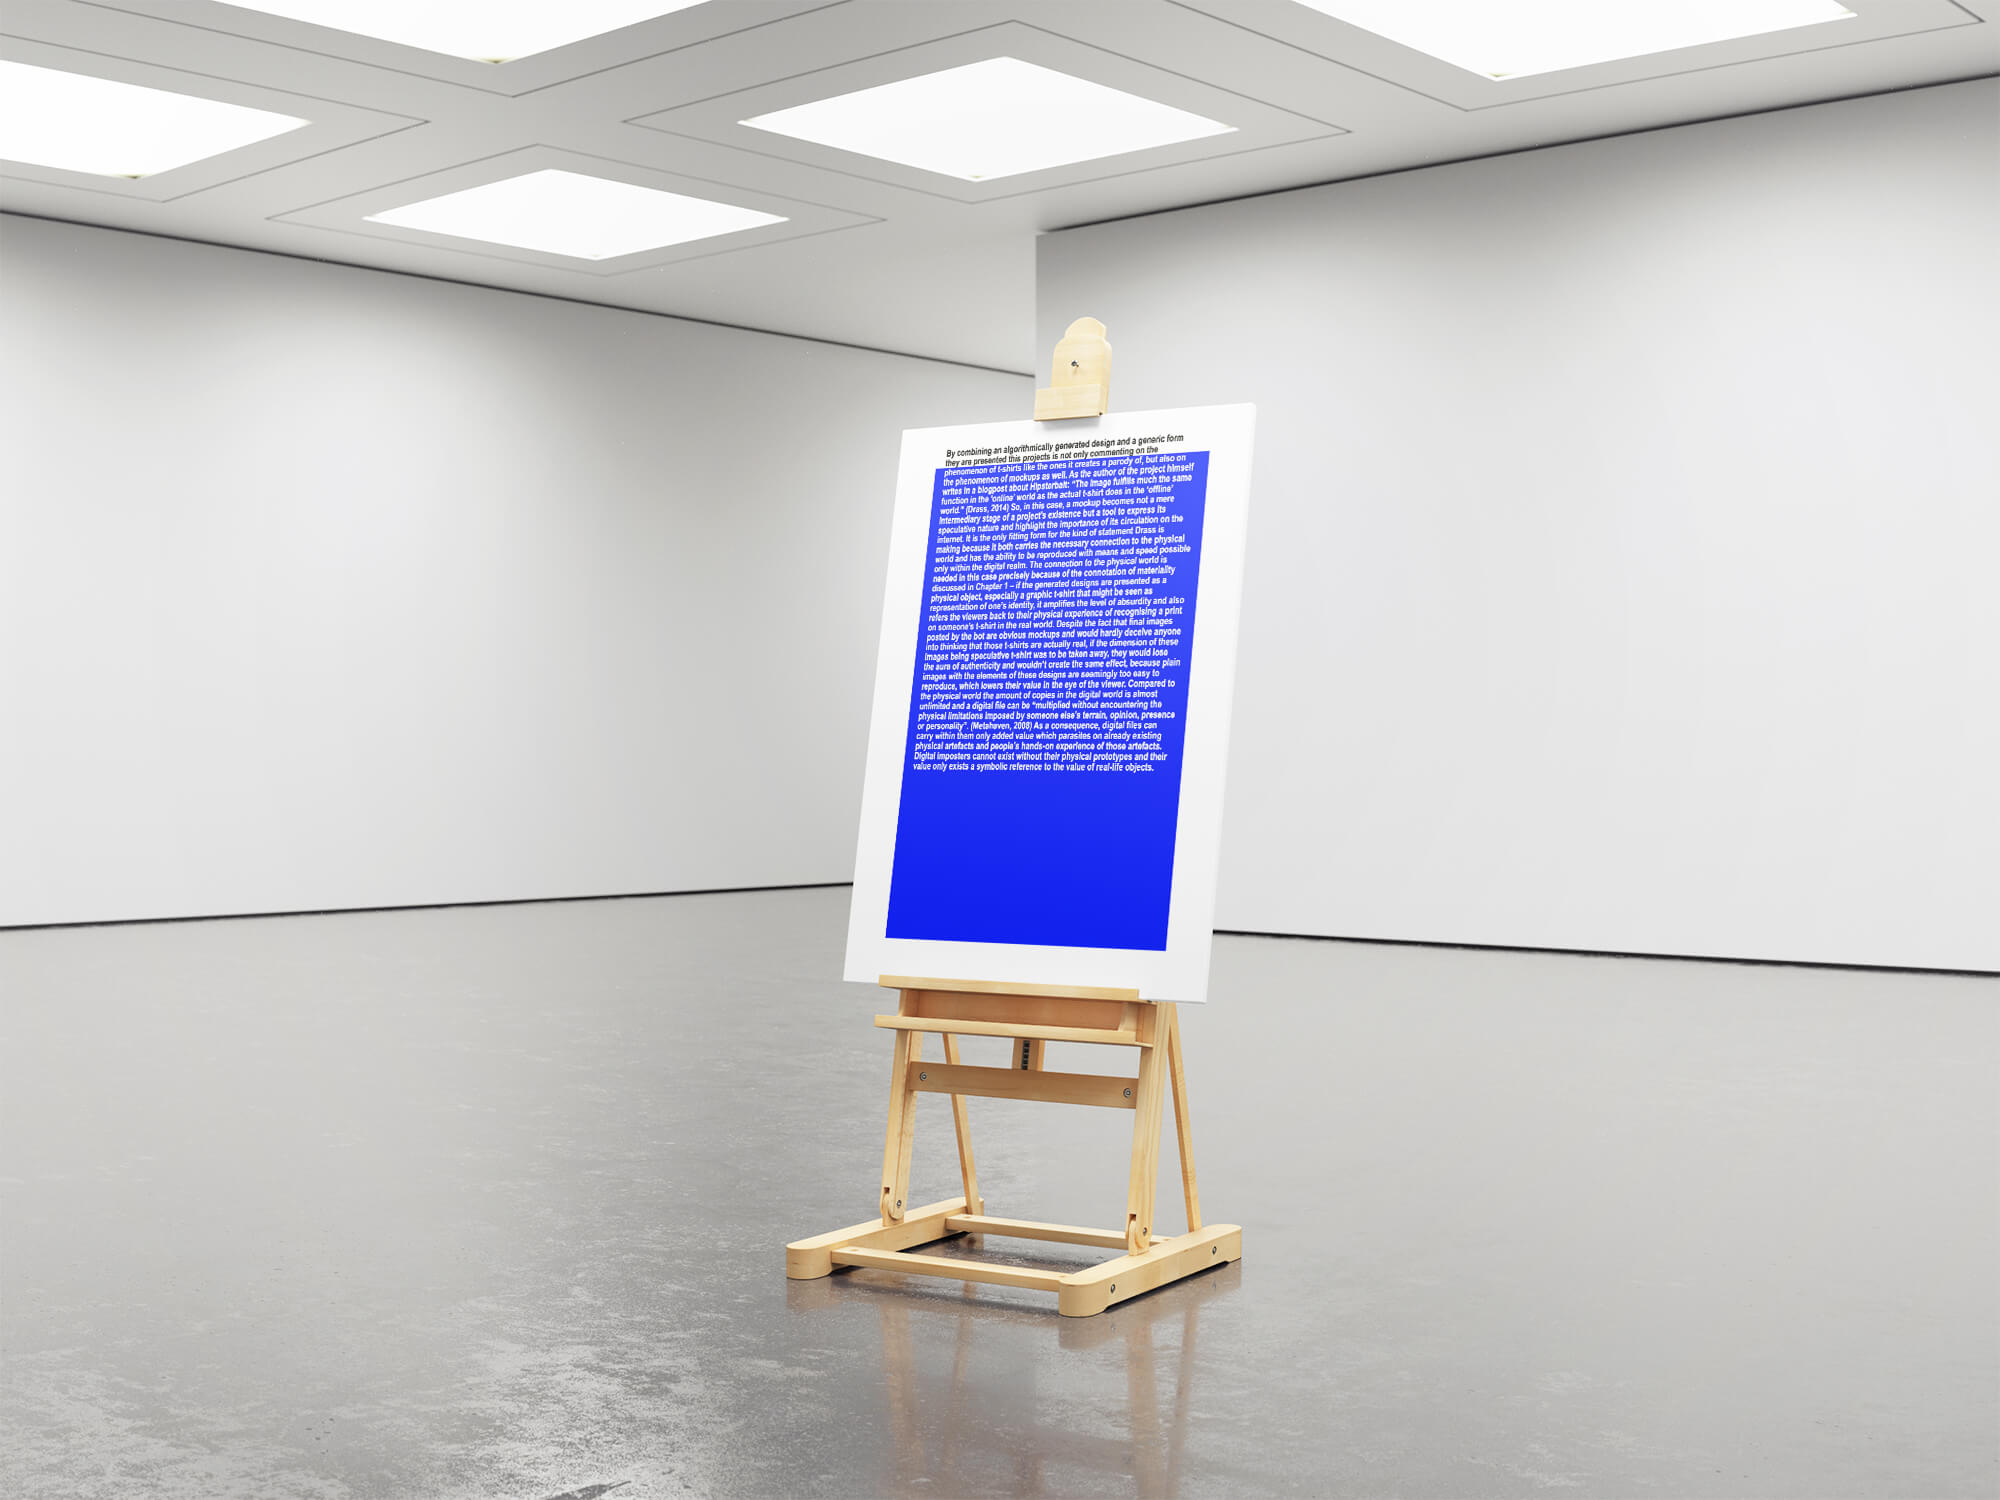 By combining an algorithmically generated design and a generic form
they are presented this projects is not only commenting on the
phenomenon of t-shirts like the ones it creates a parody of, but also on
the phenomenon of mockups as well. As the author of the project himself
writes in a blogpost about Hipsterbait: “The image fulfills much the same
function in the ‘online’ world as the actual t-shirt does in the ‘offline’
world.” (Drass, 2014) So, in this case, a mockup becomes not a mere
intermediary stage of a project’s existence but a tool to express its
speculative nature and highlight the importance of its circulation on the
internet. It is the only fitting form for the kind of statement Drass is
making because it both carries the necessary connection to the physical
world and has the ability to be reproduced with means and speed possible
only within the digital realm. The connection to the physical world is
needed in this case precisely because of the connotation of materiality
discussed in Chapter 1 – if the generated designs are presented as a
physical object, especially a graphic t-shirt that might be seen as
representation of one’s identity, it amplifies the level of absurdity and also
refers the viewers back to their physical experience of recognising a print
on someone’s t-shirt in the real world. Despite the fact that final images
posted by the bot are obvious mockups and would hardly deceive anyone
into thinking that those t-shirts are actually real, if the dimension of these
images being speculative t-shirt was to be taken away, they would lose
the aura of authenticity and wouldn’t create the same effect, because plain
images with the elements of these designs are seemingly too easy to
reproduce, which lowers their value in the eye of the viewer. Compared to
the physical world the amount of copies in the digital world is almost
unlimited and a digital file can be “multiplied without encountering the
physical limitations imposed by someone else’s terrain, opinion, presence
or personality”. (Metahaven, 2008) As a consequence, digital files can
carry within them only added value which parasites on already existing
physical artefacts and people’s hands-on experience of those artefacts.
Digital imposters cannot exist without their physical prototypes and their
value only exists a symbolic reference to the value of real-life objects.